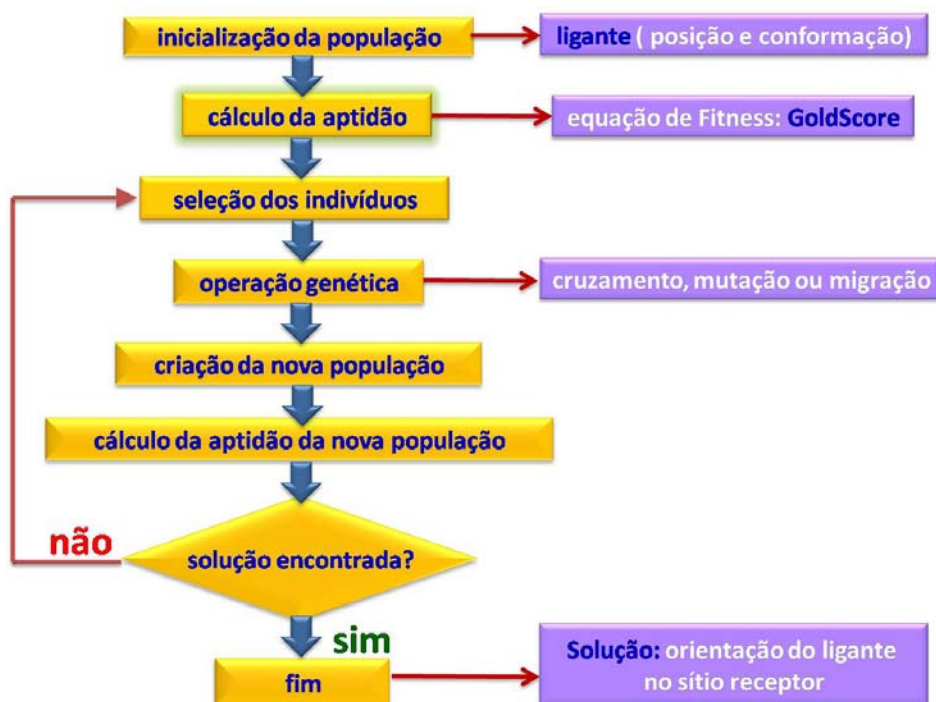 inicialização da população
ligante ( posição e conformação)
cálculo da aptidão
equação de Fitness: GoldScore
seleção dos indivíduos
operação genética
cruzamento, mutação ou migração
criação da nova população
cálculo da aptidão da nova população
não
solução encontrada?
sim
fim
Solução: orientação do ligante
no sítio receptor